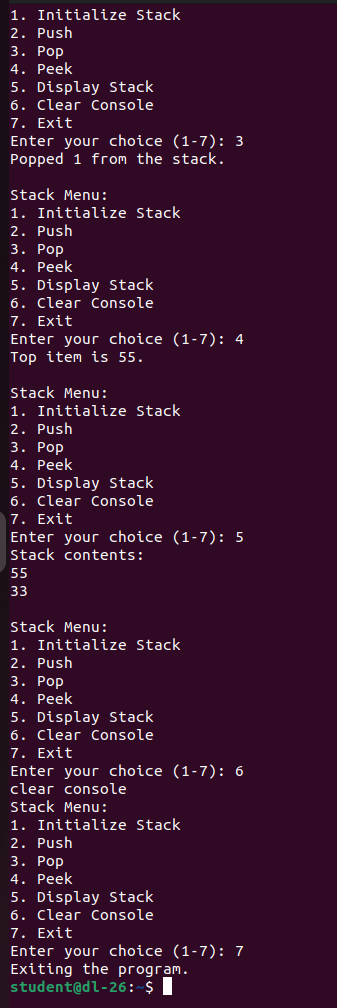 1. Initialize Stack
2. Push
3. Pop
4. Peek
5. Display Stack
6. Clear Console
7. Exit
Enter your choice (1-7): 3
Popped 1 from the stack.
Stack Menu:
1. Initialize Stack
2. Push
3. Pop
4. Peek
5. Display Stack
6. Clear Console
7. Exit
Enter your choice (1-7): 4
Top item is 55.
Stack Menu:
1. Initialize Stack
2. Push
3. Pop
4. Peek
5. Display Stack
6. Clear Console
7. Exit
Enter your choice (1-7): 5
Stack contents:
55
33
Stack Menu:
1. Initialize Stack
2. Push
3. Pop
4. Peek
5. Display Stack
6. Clear Console
7. Exit
Enter your choice (1-7): 6
clear console
Stack Menu:
1. Initialize Stack
2. Push
3. Pop
4. Peek
5. Display Stack
6. Clear Console
7. Exit
Enter your choice (1-7): 7
Exiting the program.
student@dl-26:~$